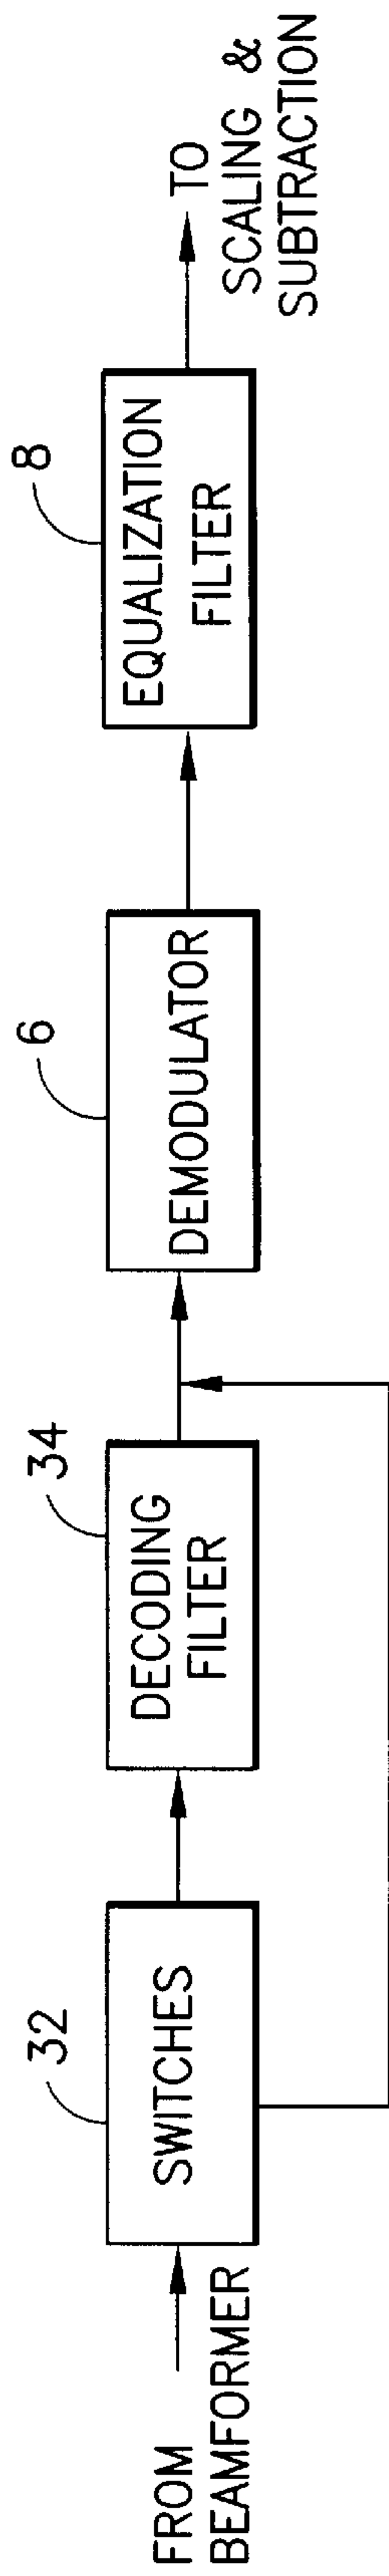 FROM
BEAMFORMER
32
SWITCHES
34
DECODING
FILTER
6
DEMODULATOR
8
EQUALIZATION
FILTER
TO
SCALING &
SUBTRACTION